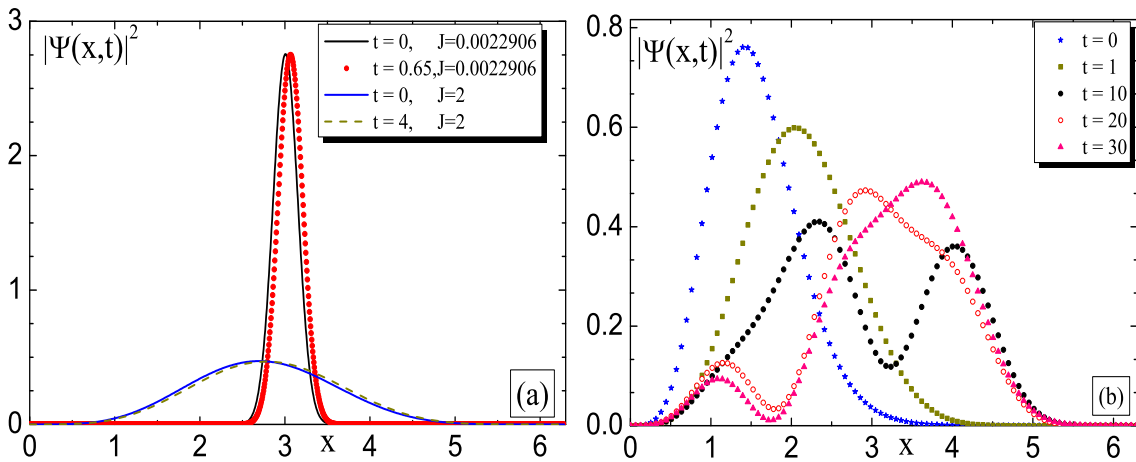 |Ψ(x,t)|²
t = 0, J=0.0022906
t = 0.65, J=0.0022906
t = 0, J=2
t = 4, J=2
3
2
1
0
(a)
0 1 2 3 x 4 5 6
|Ψ(x,t)|²
t = 0
t = 1
t = 10
t = 20
t = 30
0.8
0.6
0.4
0.2
0.0
(b)
0 1 2 3 x 4 5 6